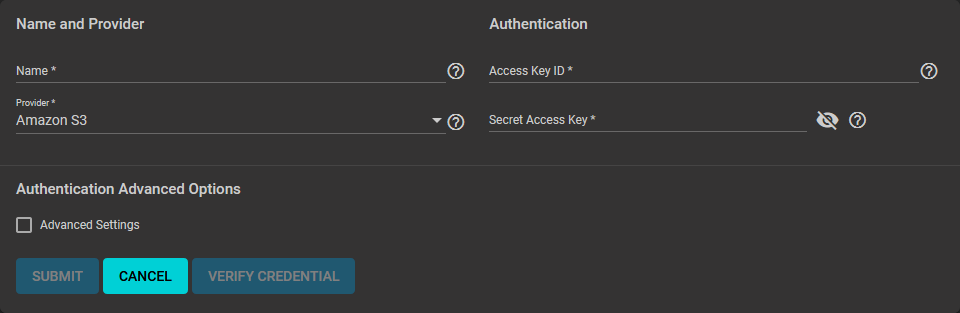 Name and Provider
Authentication
Name *
Access Key ID *
Provider *
Amazon S3
Secret Access Key *
Authentication Advanced Options
Advanced Settings
SUBMIT
CANCEL
VERIFY CREDENTIAL